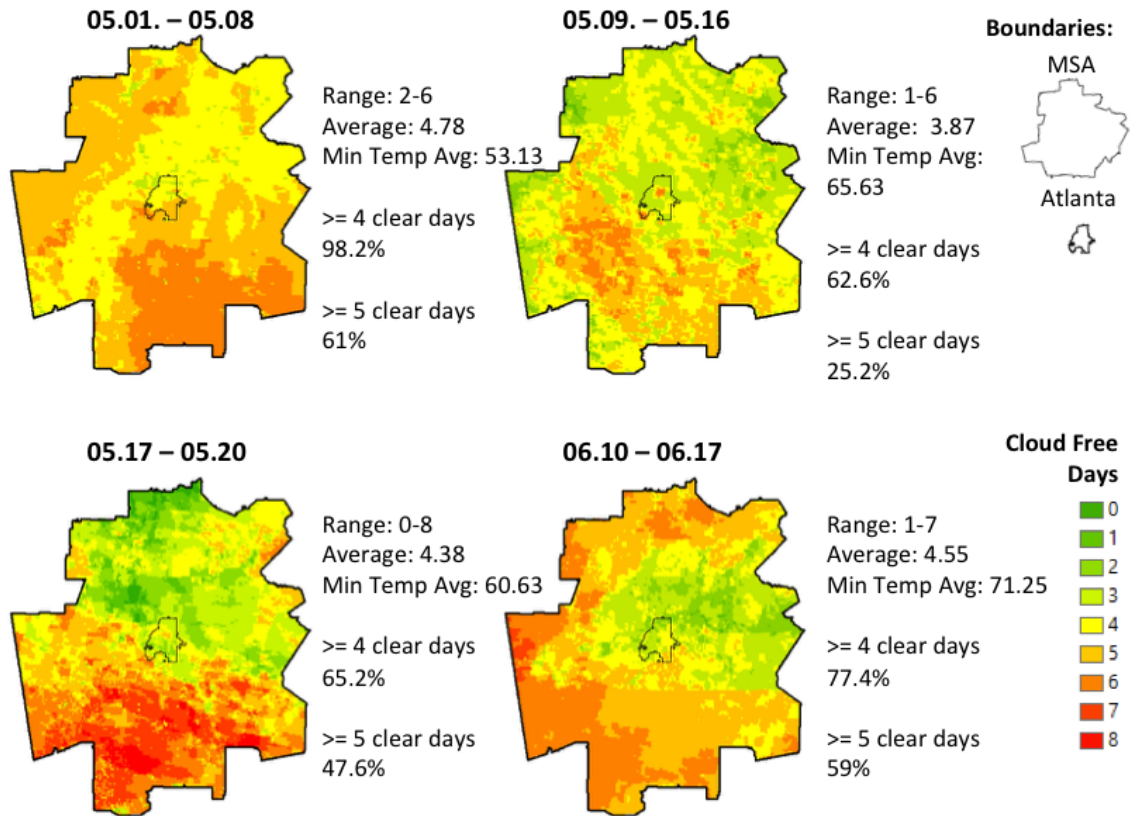 05.01. – 05.08
Range: 2-6
Average: 4.78
Min Temp Avg: 53.13
>= 4 clear days
98.2%
>= 5 clear days
61%
05.09. – 05.16
Range: 1-6
Average:  3.87
Min Temp Avg:
65.63
>= 4 clear days
62.6%
>= 5 clear days
25.2%
Boundaries:
MSA
Atlanta
05.17 – 05.20
Range: 0-8
Average: 4.38
Min Temp Avg: 60.63
>= 4 clear days
65.2%
>= 5 clear days
47.6%
06.10 – 06.17
Range: 1-7
Average: 4.55
Min Temp Avg: 71.25
>= 4 clear days
77.4%
>= 5 clear days
59%
Cloud Free
Days
0
1
2
3
4
5
6
7
8